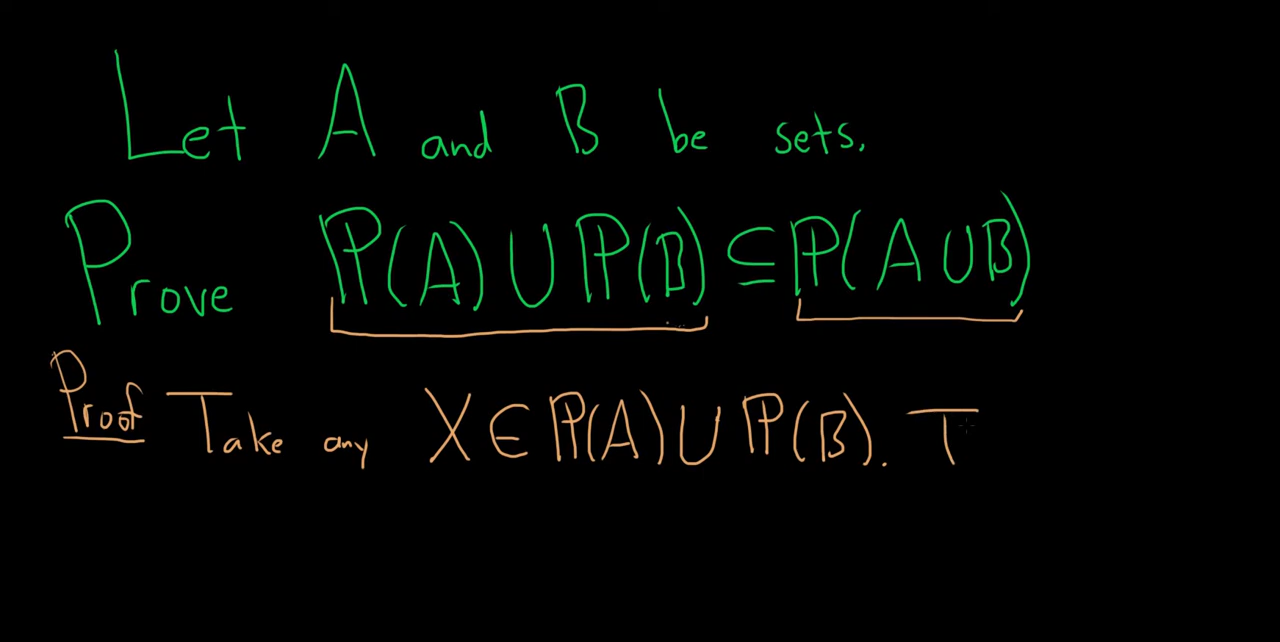 Let A and B be sets.
Prove ℙ(A) ∪ ℙ(B) ⊆ ℙ(A ∪ B)
Proof Take any X ∈ ℙ(A) ∪ ℙ(B). T